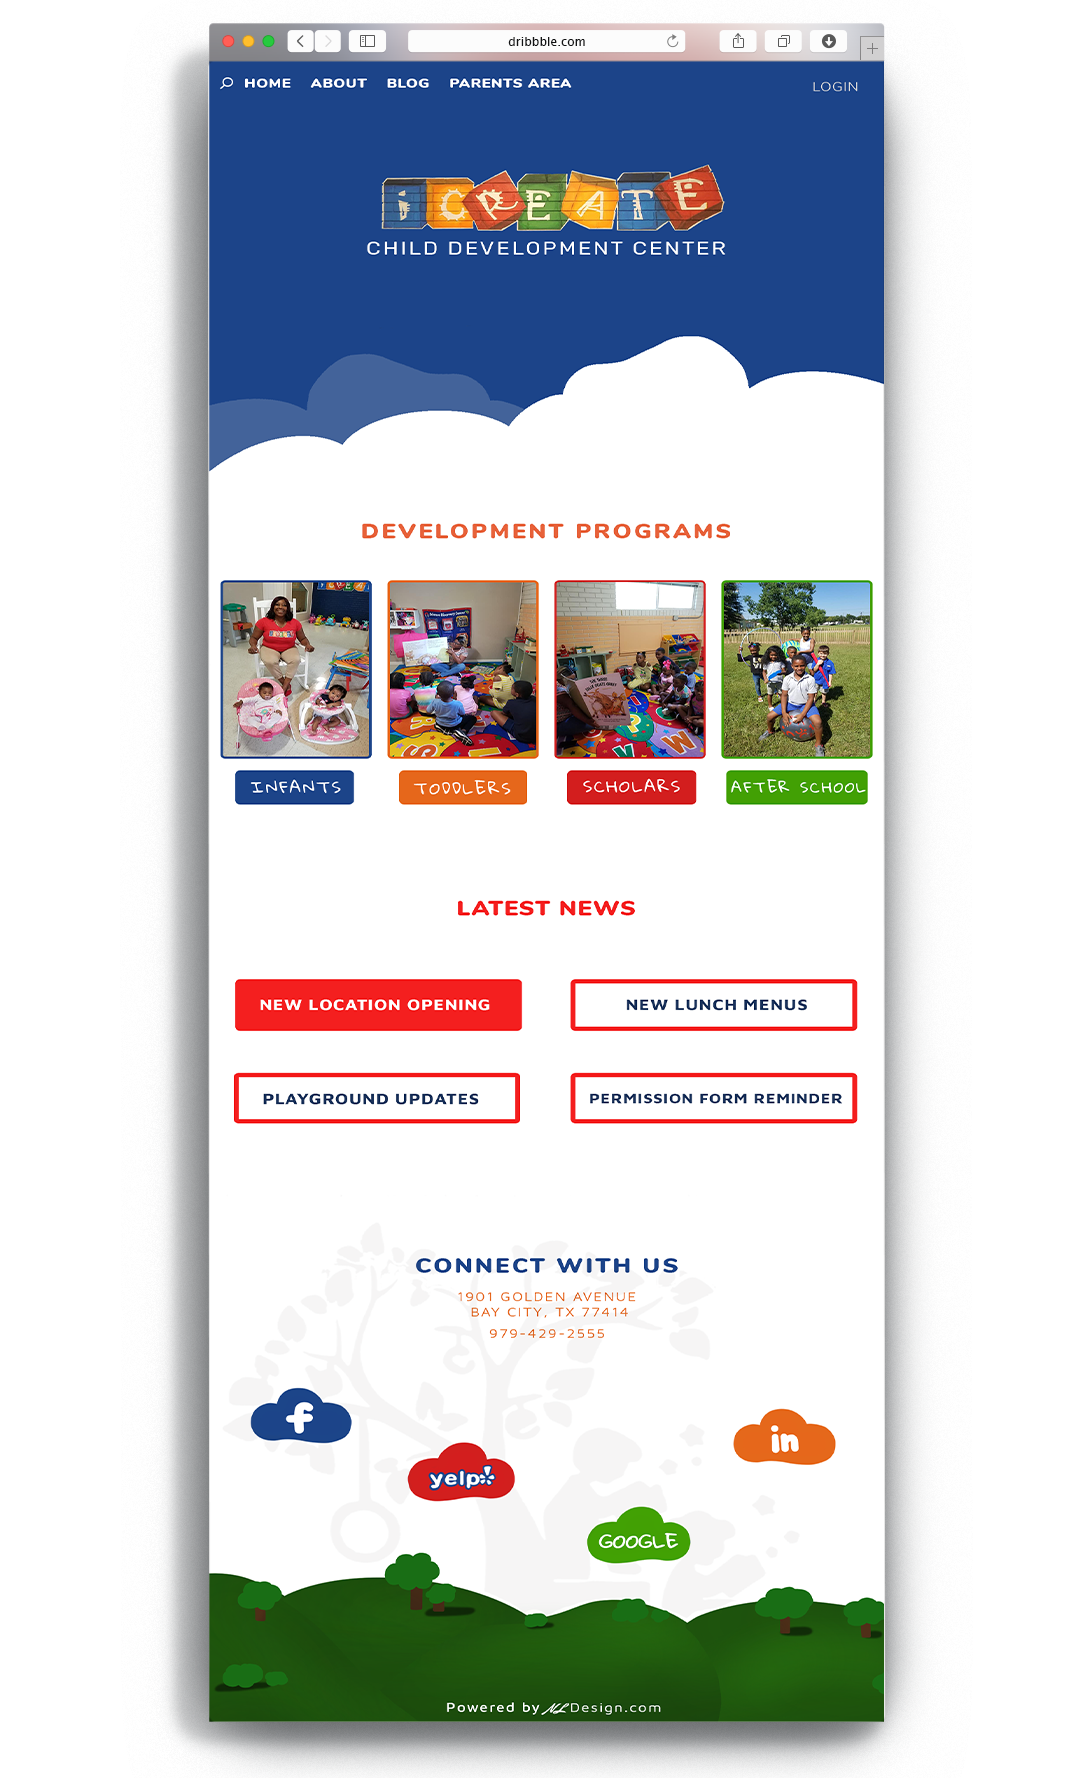 dribbble.com
HOME ABOUT BLOG PARENTS AREA
LOGIN
iCREATE
CHILD DEVELOPMENT CENTER
DEVELOPMENT PROGRAMS
INFANTS
TODDLERS
SCHOLARS
AFTER SCHOOL
LATEST NEWS
NEW LOCATION OPENING
NEW LUNCH MENUS
PLAYGROUND UPDATES
PERMISSION FORM REMINDER
CONNECT WITH US
1901 GOLDEN AVENUE
BAY CITY, TX 77414
979-429-2555
f
in
yelp
GOOGLE
Powered by NLDesign.com